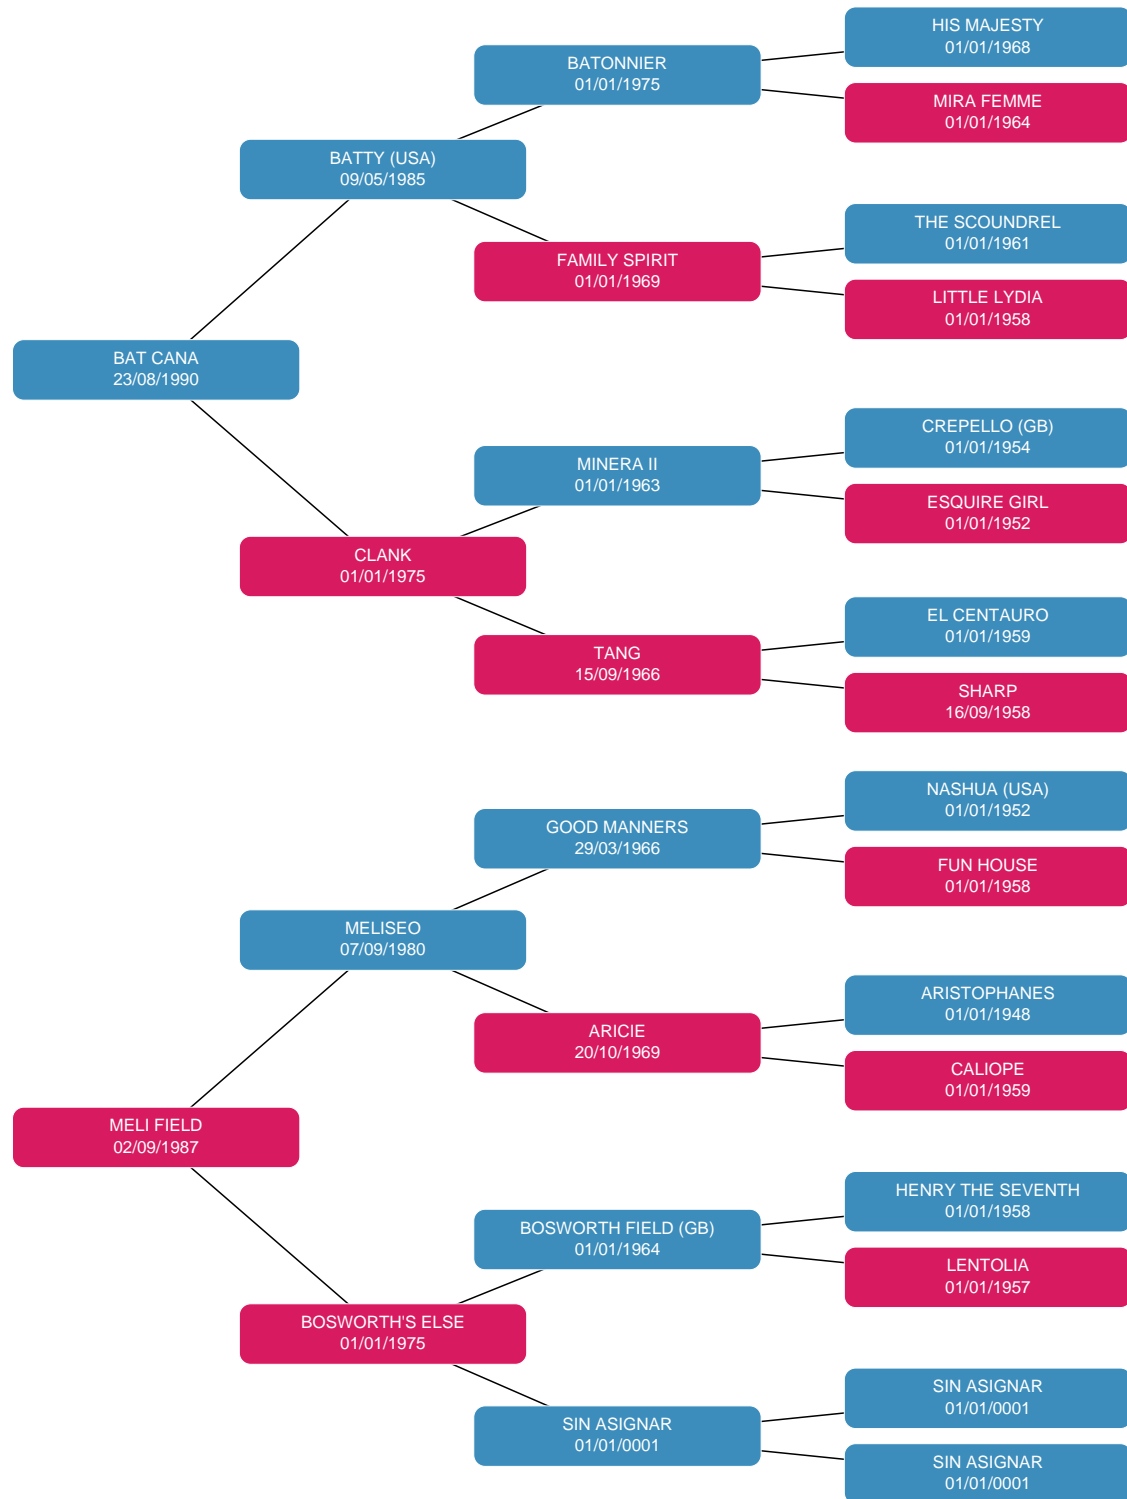 HIS MAJESTY
01/01/1968
BATONNIER
01/01/1975
MIRA FEMME
01/01/1964
BATTY (USA)
09/05/1985
THE SCOUNDREL
01/01/1961
FAMILY SPIRIT
01/01/1969
LITTLE LYDIA
01/01/1958
BAT CANA
23/08/1990
CREPELLO (GB)
01/01/1954
MINERA II
01/01/1963
ESQUIRE GIRL
01/01/1952
CLANK
01/01/1975
EL CENTAURO
01/01/1959
TANG
15/09/1966
SHARP
16/09/1958
NASHUA (USA)
01/01/1952
GOOD MANNERS
29/03/1966
FUN HOUSE
01/01/1958
MELISEO
07/09/1980
ARISTOPHANES
01/01/1948
ARICIE
20/10/1969
CALIOPE
01/01/1959
MELI FIELD
02/09/1987
HENRY THE SEVENTH
01/01/1958
BOSWORTH FIELD (GB)
01/01/1964
LENTOLIA
01/01/1957
BOSWORTH'S ELSE
01/01/1975
SIN ASIGNAR
01/01/0001
SIN ASIGNAR
01/01/0001
SIN ASIGNAR
01/01/0001